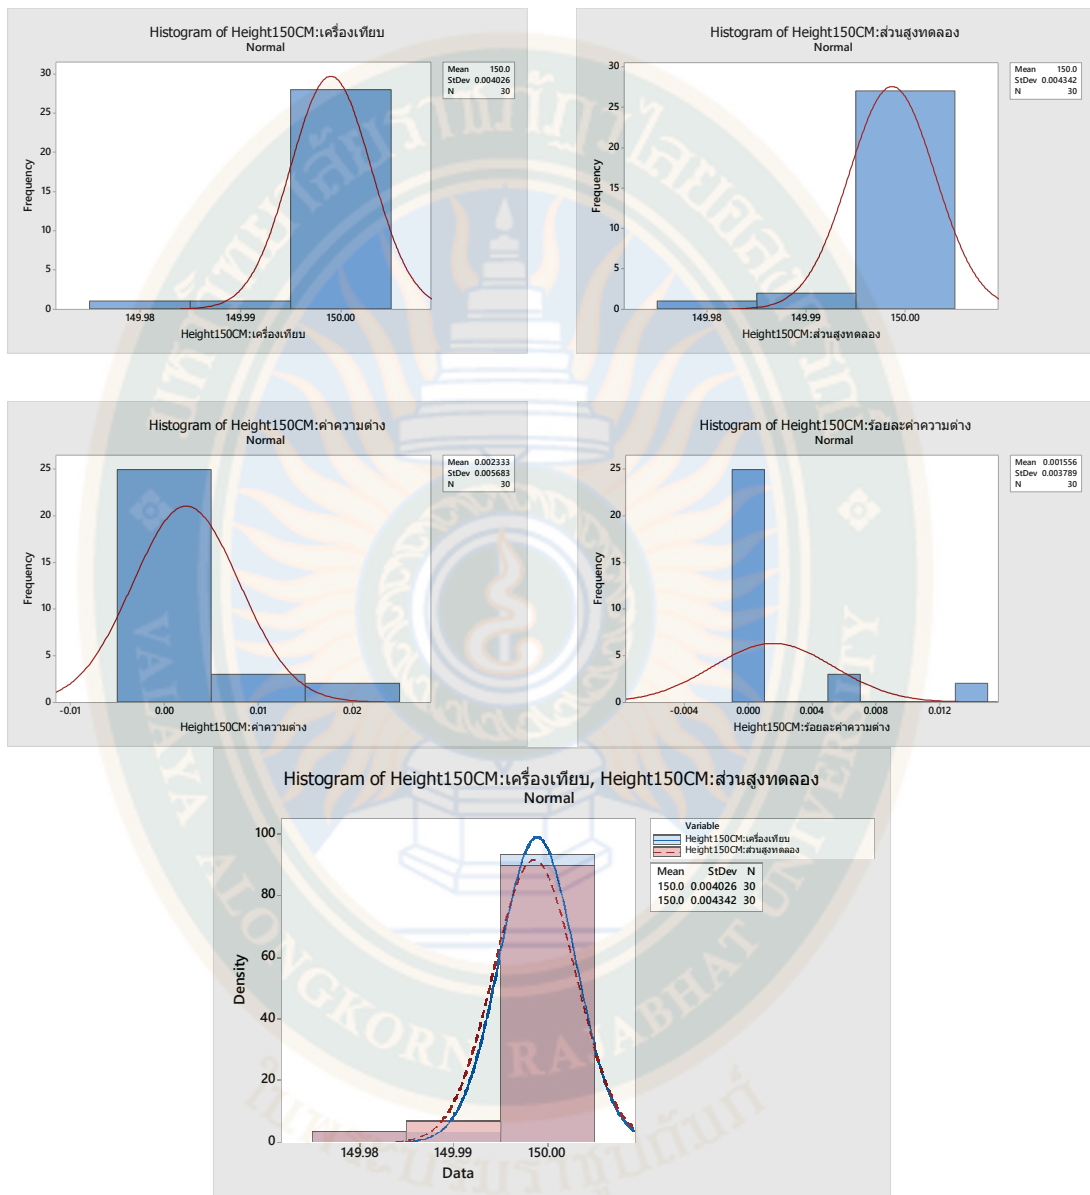 Histogram of Height150CM:เครื่องเทียบ
Normal
Mean 150.0
StDev 0.004026
N 30
30
25
20
15
10
5
0
Frequency
149.98 149.99 150.00
Height150CM:เครื่องเทียบ
Histogram of Height150CM:ส่วนสูงทดลอง
Normal
Mean 150.0
StDev 0.004342
N 30
30
25
20
15
10
5
0
Frequency
149.98 149.99 150.00
Height150CM:ส่วนสูงทดลอง
Histogram of Height150CM:ค่าความต่าง
Normal
Mean 0.002333
StDev 0.005683
N 30
25
20
15
10
5
0
Frequency
-0.01 0.00 0.01 0.02
Height150CM:ค่าความต่าง
Histogram of Height150CM:ร้อยละค่าความต่าง
Normal
Mean 0.001556
StDev 0.003789
N 30
25
20
15
10
5
0
Frequency
-0.004 0.000 0.004 0.008 0.012
Height150CM:ร้อยละค่าความต่าง
Histogram of Height150CM:เครื่องเทียบ, Height150CM:ส่วนสูงทดลอง
Normal
Variable
Height150CM:เครื่องเทียบ
Height150CM:ส่วนสูงทดลอง
Mean StDev N
150.0 0.004026 30
150.0 0.004342 30
100
80
60
40
20
0
Density
149.98 149.99 150.00
Data
VALAYA ALONGKORN RAJABHAT UNIVERSITY